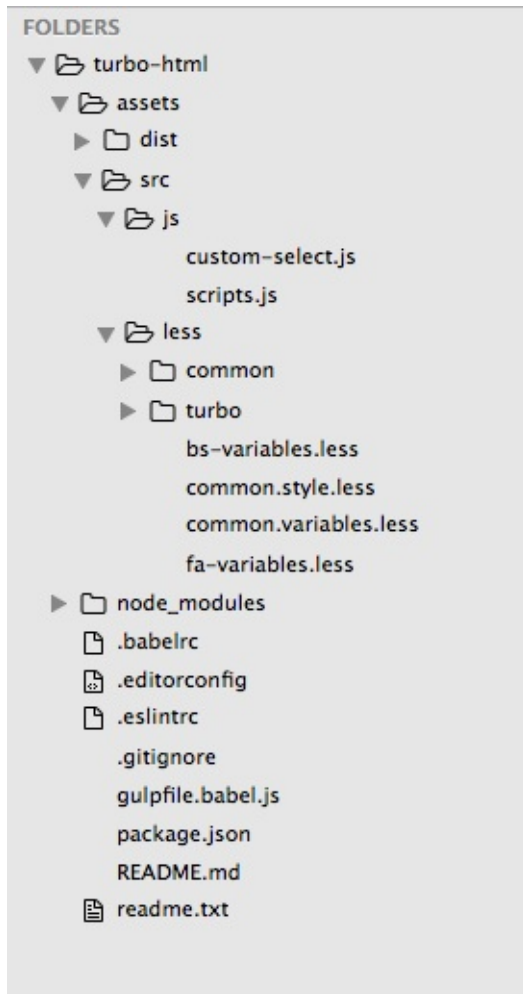 FOLDERS
turbo-html
assets
dist
src
js
custom-select.js
scripts.js
less
common
turbo
bs-variables.less
common.style.less
common.variables.less
fa-variables.less
node_modules
.babelrc
.editorconfig
.eslintrc
.gitignore
gulpfile.babel.js
package.json
README.md
readme.txt